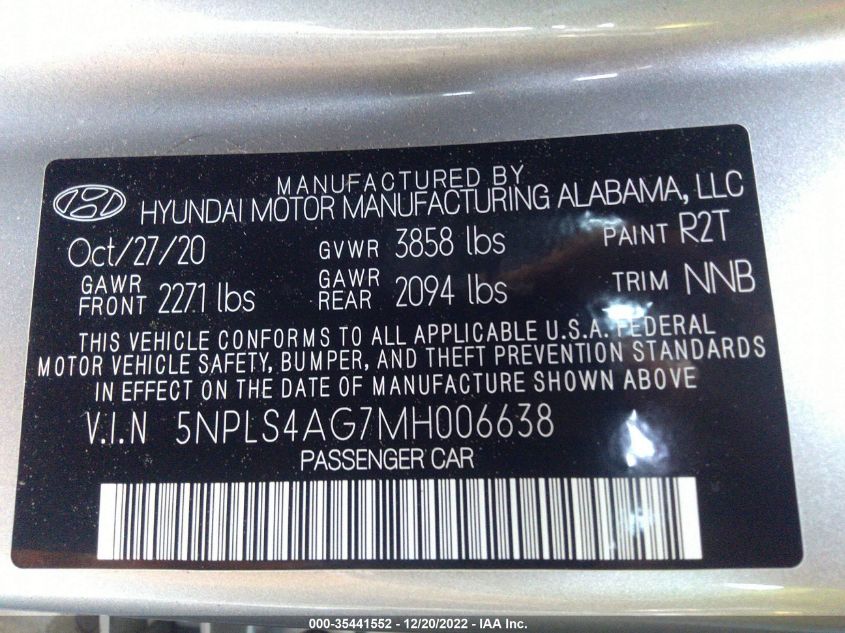 MANUFACTURED BY
HYUNDAI MOTOR MANUFACTURING ALABAMA, LLC
Oct/27/20 GVWR 3858 lbs PAINT R2T
GAWR FRONT 2271 lbs GAWR REAR 2094 lbs TRIM NNB
THIS VEHICLE CONFORMS TO ALL APPLICABLE U.S.A. FEDERAL
MOTOR VEHICLE SAFETY, BUMPER, AND THEFT PREVENTION STANDARDS
IN EFFECT ON THE DATE OF MANUFACTURE SHOWN ABOVE
V.I.N 5NPLS4AG7MH006638
PASSENGER CAR
000-35441552 - 12/20/2022 - IAA Inc.